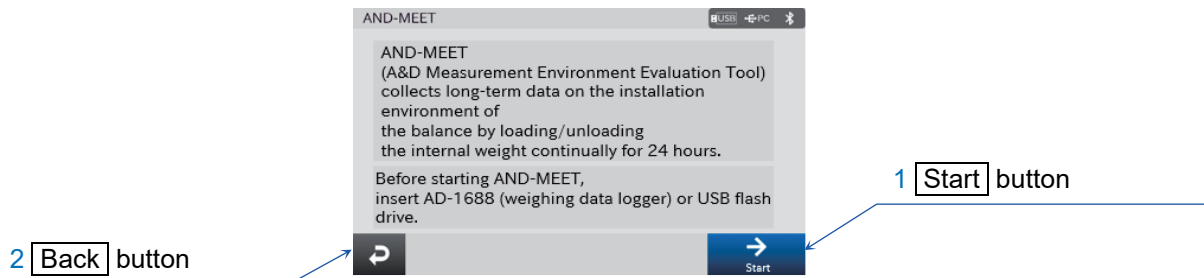 AND-MEET
USB PC
AND-MEET
(A&D Measurement Environment Evaluation Tool)
collects long-term data on the installation
environment of
the balance by loading/unloading
the internal weight continually for 24 hours.
Before starting AND-MEET,
insert AD-1688 (weighing data logger) or USB flash
drive.
1 Start button
2 Back button
Start